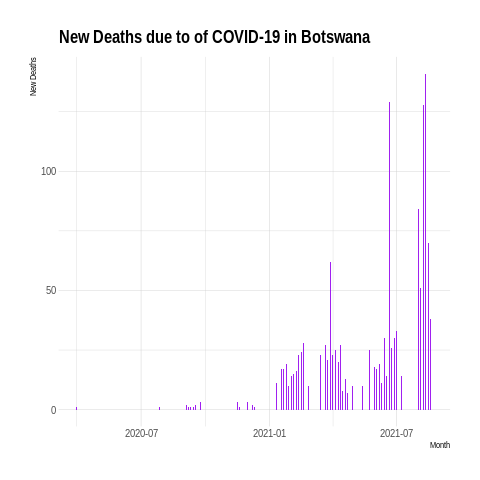 New Deaths due to of COVID-19 in Botswana
New Deaths
100
50
0
2020-07
2021-01
2021-07
Month